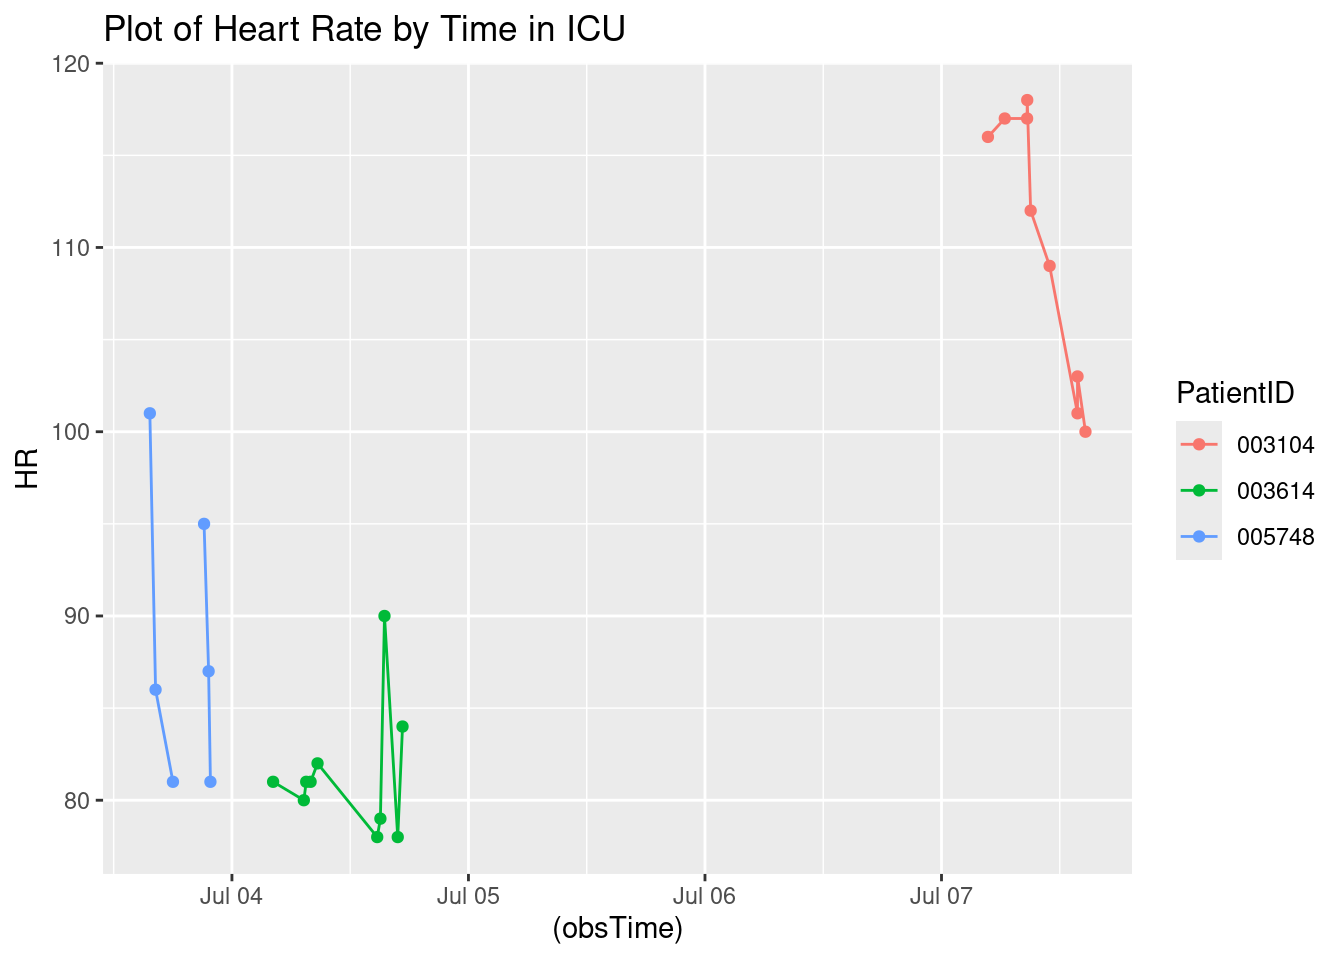 Plot of Heart Rate by Time in ICU
120
110
100
90
80
HR
Jul 04 Jul 05 Jul 06 Jul 07
(obsTime)
PatientID
003104
003614
005748